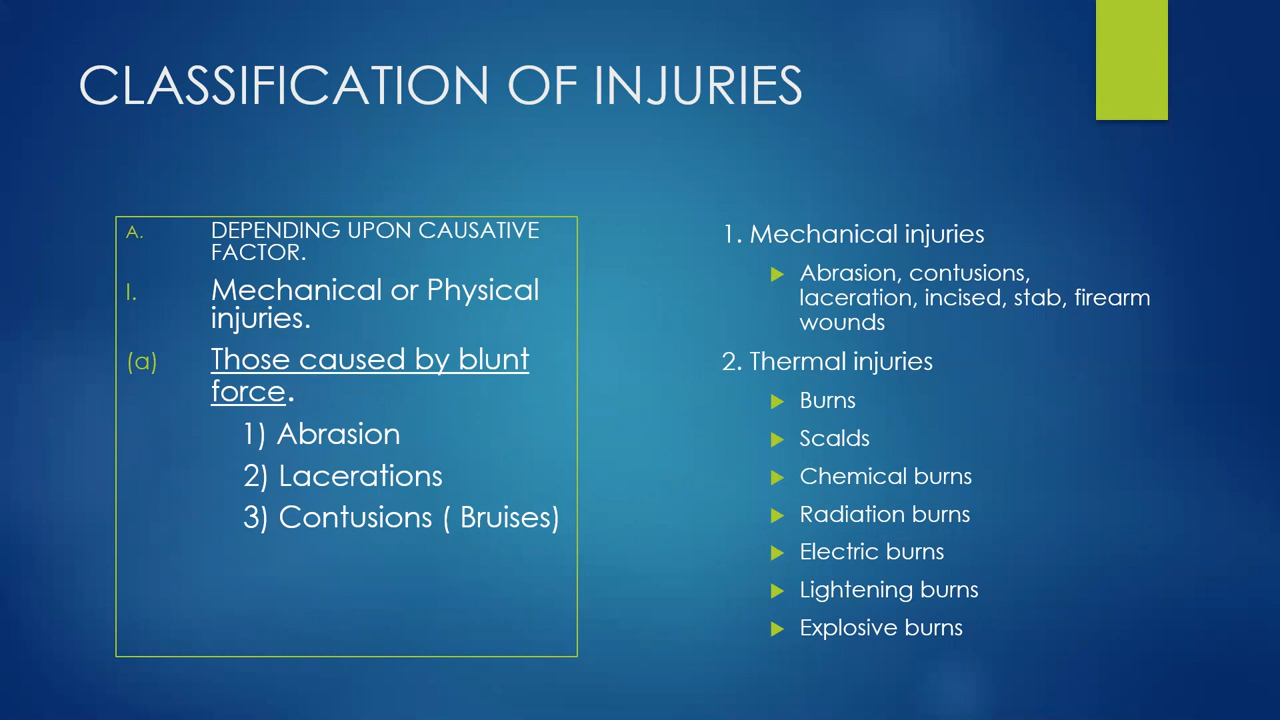 CLASSIFICATION OF INJURIES
A. DEPENDING UPON CAUSATIVE
FACTOR.
I. Mechanical or Physical
injuries.
(a) Those caused by blunt
force.
1) Abrasion
2) Lacerations
3) Contusions ( Bruises)
1. Mechanical injuries
Abrasion, contusions,
laceration, incised, stab, firearm
wounds
2. Thermal injuries
Burns
Scalds
Chemical burns
Radiation burns
Electric burns
Lightening burns
Explosive burns